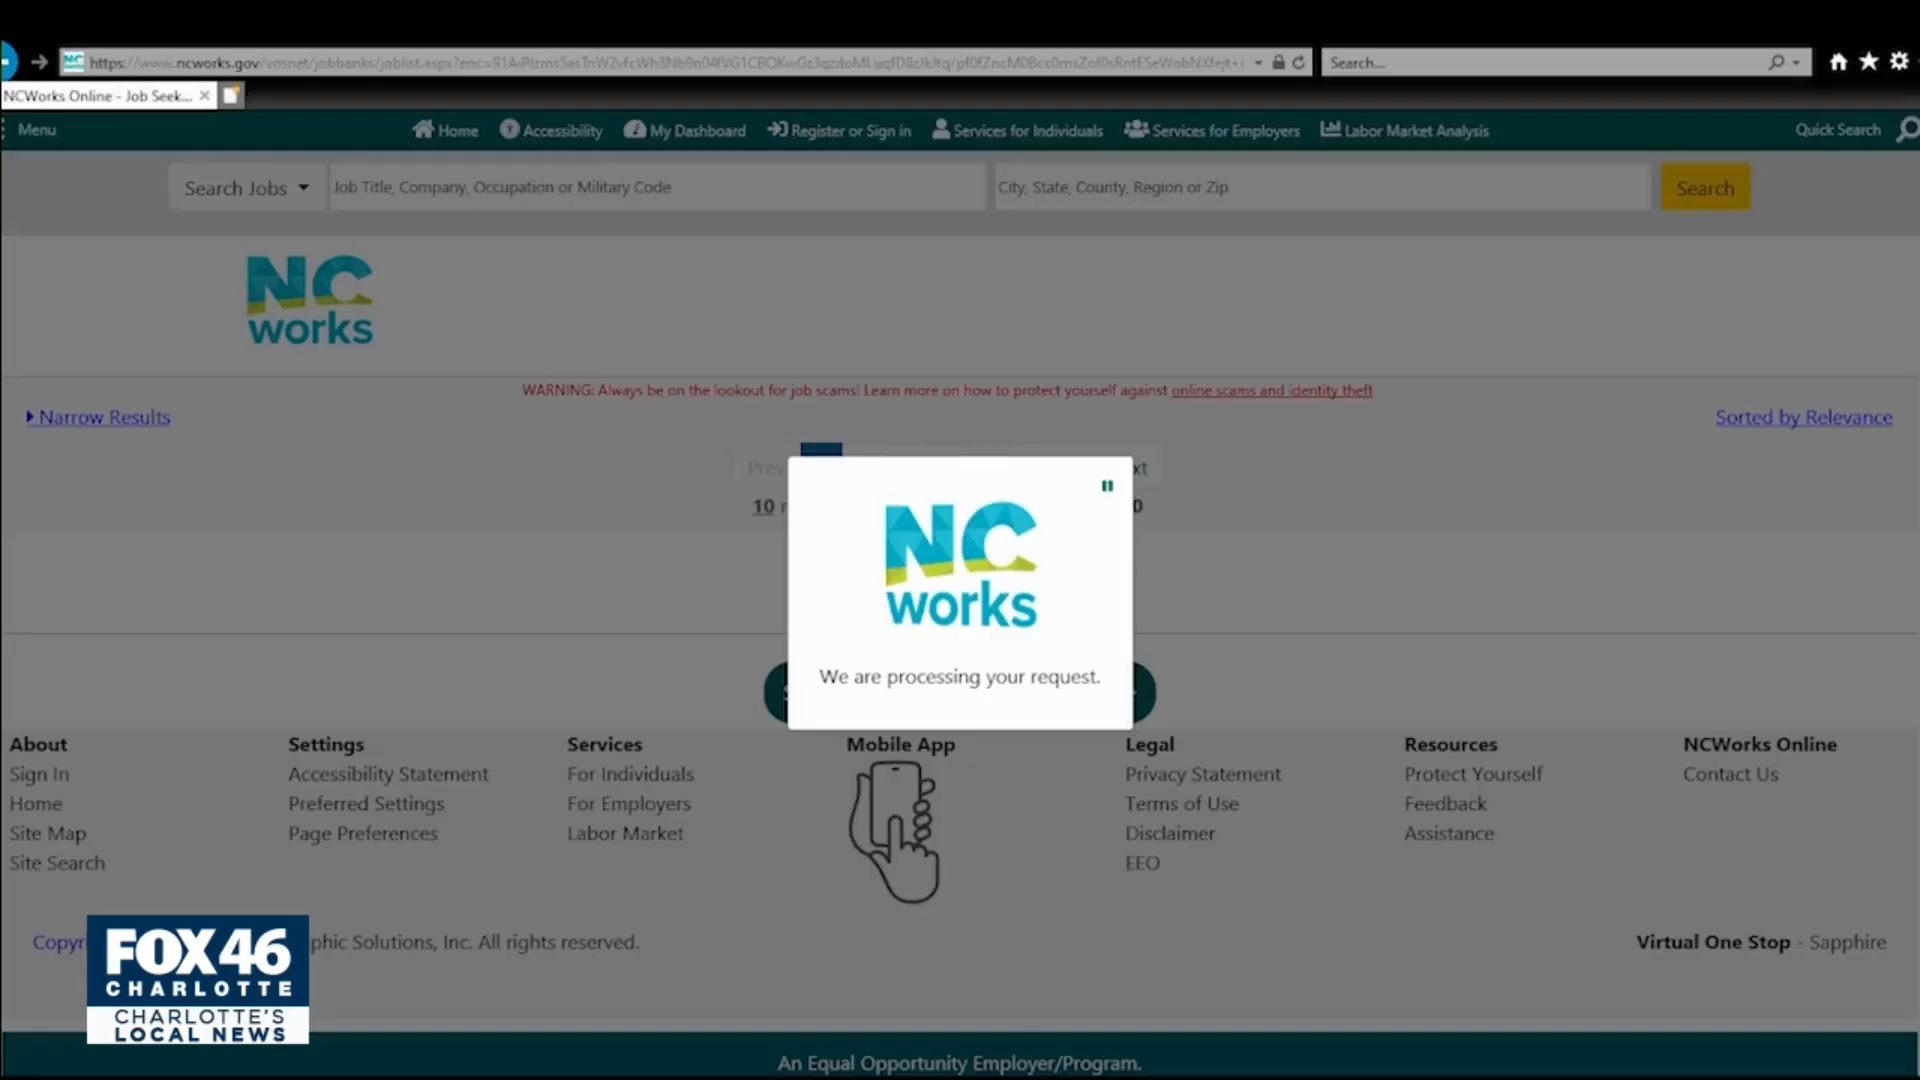 https://www.ncworks.gov/vosnet/jobbanks/joblist.aspx?enc=
Search...
NCWorks Online - Job Seek...
Menu
Home
Accessibility
My Dashboard
Register or Sign in
Services for Individuals
Services for Employers
Labor Market Analysis
Quick Search
Search Jobs
Job Title, Company, Occupation or Military Code
City, State, County, Region or Zip
Search
NC
works
WARNING: Always be on the lookout for job scams! Learn more on how to protect yourself against online scams and identity theft
Narrow Results
Sorted by Relevance
Prev
xt
10
NC
works
We are processing your request.
About
Sign In
Home
Site Map
Site Search
Settings
Accessibility Statement
Preferred Settings
Page Preferences
Services
For Individuals
For Employers
Labor Market
Mobile App
Legal
Privacy Statement
Terms of Use
Disclaimer
EEO
Resources
Protect Yourself
Feedback
Assistance
NCWorks Online
Contact Us
Copyri
phic Solutions, Inc. All rights reserved.
Virtual One Stop - Sapphire
FOX 46
CHARLOTTE
CHARLOTTE'S
LOCAL NEWS
An Equal Opportunity Employer/Program.